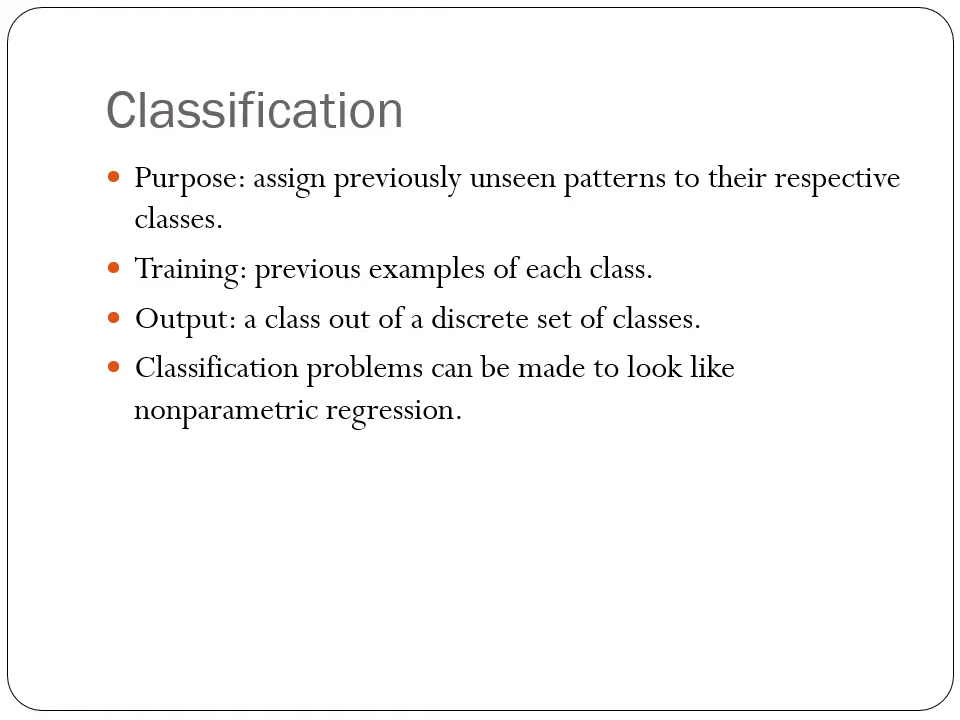 Classification
• Purpose: assign previously unseen patterns to their respective
classes.
• Training: previous examples of each class.
• Output: a class out of a discrete set of classes.
• Classification problems can be made to look like
nonparametric regression.